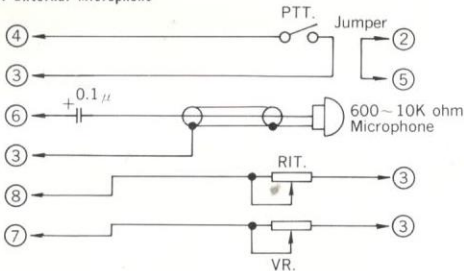 External Microphone
PTT.
Jumper
④
②
③
⑤
+ 0.1μ
⑥
600~10K ohm
Microphone
③
RIT.
⑧
③
⑦
③
VR.